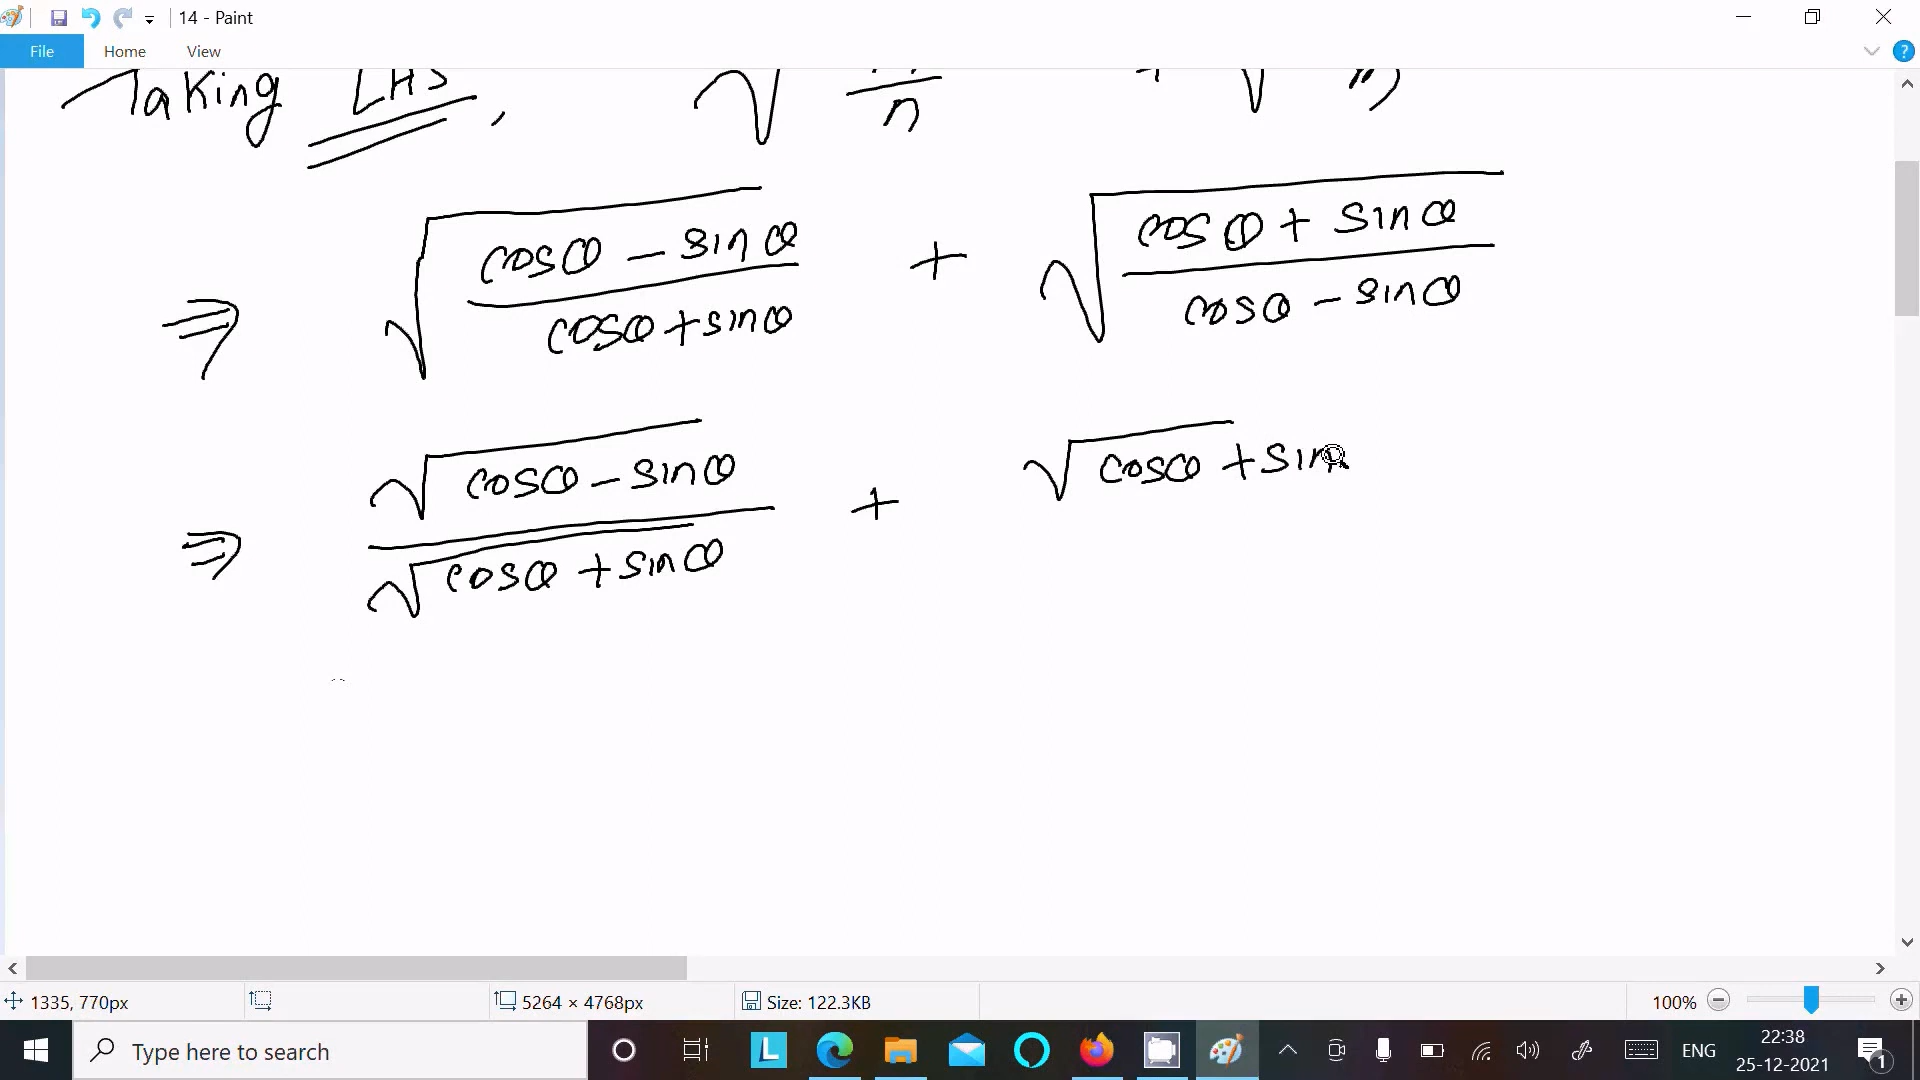 14 - Paint
File Home View
Taking LHS, √ n + √
⇒ √((cosθ - sinθ)/(cosθ + sinθ)) + √((cosθ + sinθ)/(cosθ - sinθ))
⇒ √(cosθ - sinθ)/√(cosθ + sinθ) + √cosθ + sin
1335, 770px 5264 × 4768px Size: 122.3KB 100%
Type here to search L ENG 22:38
25-12-2021 1